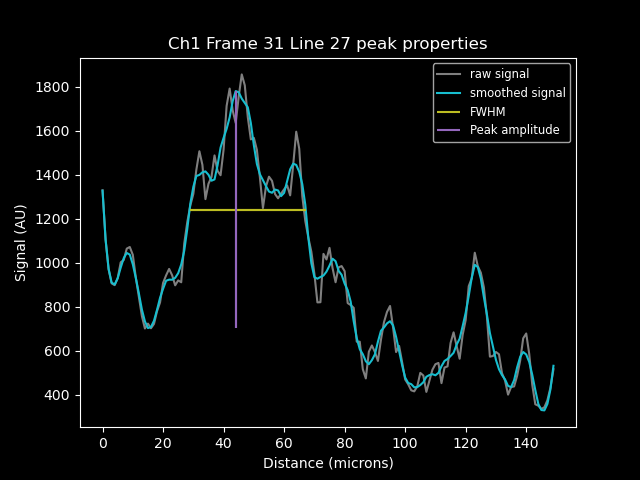 Ch1 Frame 31 Line 27 peak properties
raw signal
smoothed signal
FWHM
Peak amplitude
Signal (AU)
1800
1600
1400
1200
1000
800
600
400
0 20 40 60 80 100 120 140
Distance (microns)